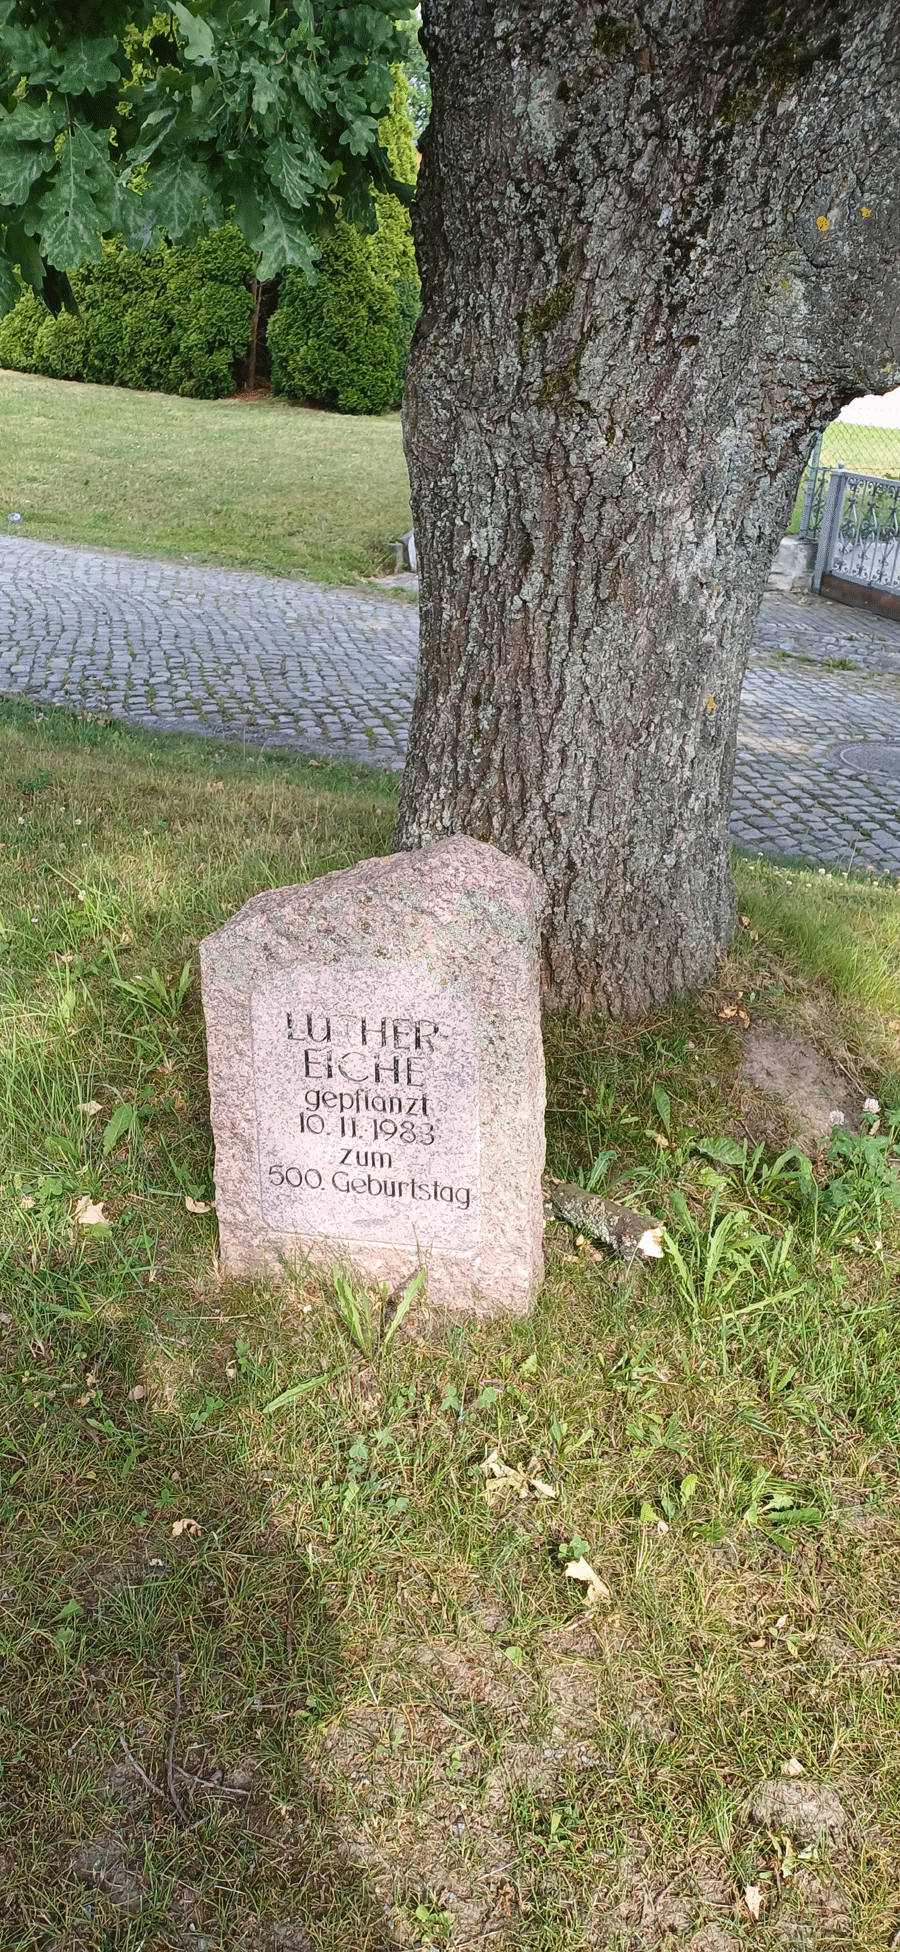 LUTHER-
EICHE
gepflanzt
10.11.1983
zum
500. Geburtstag